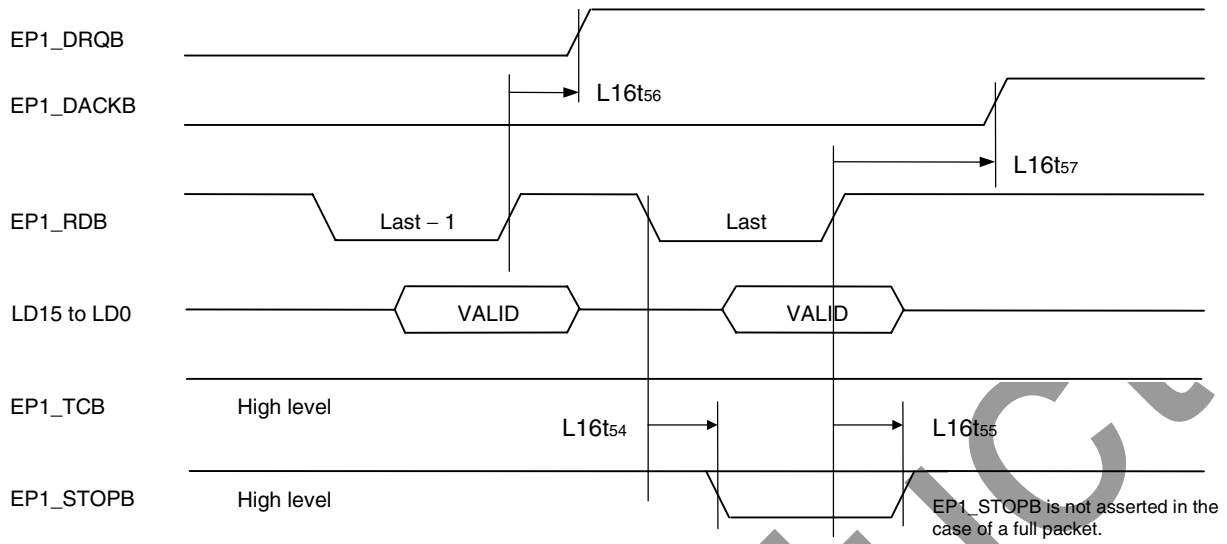 EP1_DRQB
L16t56
EP1_DACKB
L16t57
EP1_RDB
Last – 1
Last
LD15 to LD0
VALID
VALID
EP1_TCB
High level
L16t54
L16t55
EP1_STOPB
High level
EP1_STOPB is not asserted in the
case of a full packet.